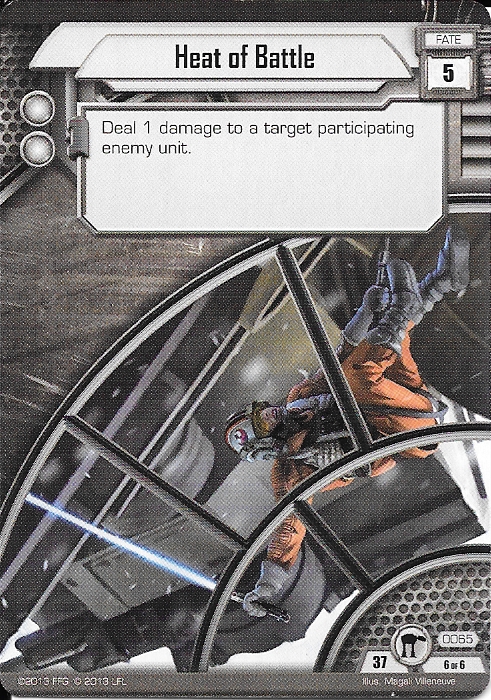 Heat of Battle
FATE
5
Deal 1 damage to a target participating
enemy unit.
0065
37
6 OF 6
©2013 FFG © 2013 LFL
Illus. Magali Villeneuve